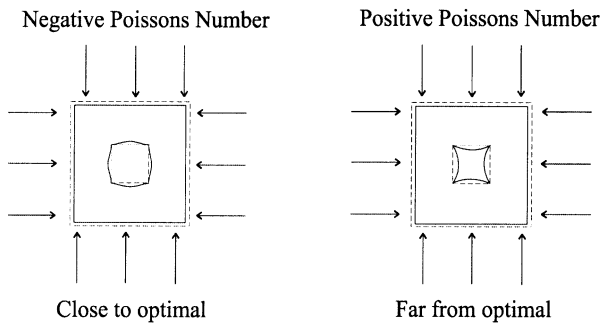 Negative Poissons Number
Positive Poissons Number
Close to optimal
Far from optimal